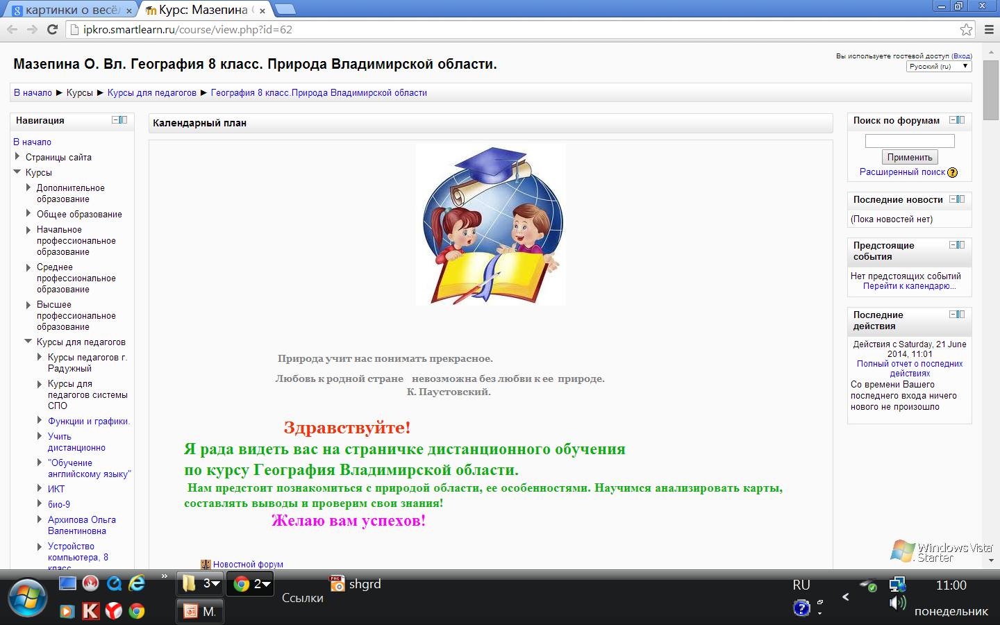 картинки о весёл
Курс: Мазепина
ipkro.smartlearn.ru/course/view.php?id=62
Мазепина О. Вл. География 8 класс. Природа Владимирской области.
Вы используете гостевой доступ (Вход)
Русский (ru)
В начало ► Курсы ► Курсы для педагогов ► География 8 класс.Природа Владимирской области
Навигация
В начало
Страницы сайта
Курсы
Дополнительное
образование
Общее образование
Начальное
профессиональное
образование
Среднее
профессиональное
образование
Высшее
профессиональное
образование
Курсы для педагогов
Курсы педагогов г.
Радужный
Курсы для
педагогов системы
СПО
Функции и графики.
Учить
дистанционно
"Обучение
английскому языку"
ИКТ
био-9
Архипова Ольга
Валентиновна
Устройство
компьютера, 8
класс
Календарный план
Природа учит нас понимать прекрасное.
Любовь к родной стране невозможна без любви к ее природе.
К. Паустовский.
Здравствуйте!
Я рада видеть вас на страничке дистанционного обучения
по курсу География Владимирской области.
Нам предстоит познакомиться с природой области, ее особенностями. Научимся анализировать карты,
составлять выводы и проверим свои знания!
Желаю вам успехов!
Новостной форум
Поиск по форумам
Применить
Расширенный поиск ?
Последние новости
(Пока новостей нет)
Предстоящие
события
Нет предстоящих событий
Перейти к календарю...
Последние
действия
Действия с Saturday, 21 June
2014, 11:01
Полный отчет о последних
действиях
Со времени Вашего
последнего входа ничего
нового не произошло
Windows Vista
Starter
»
3
2
М.
Ссылки
shgrd
RU
<
11:00
понедельник